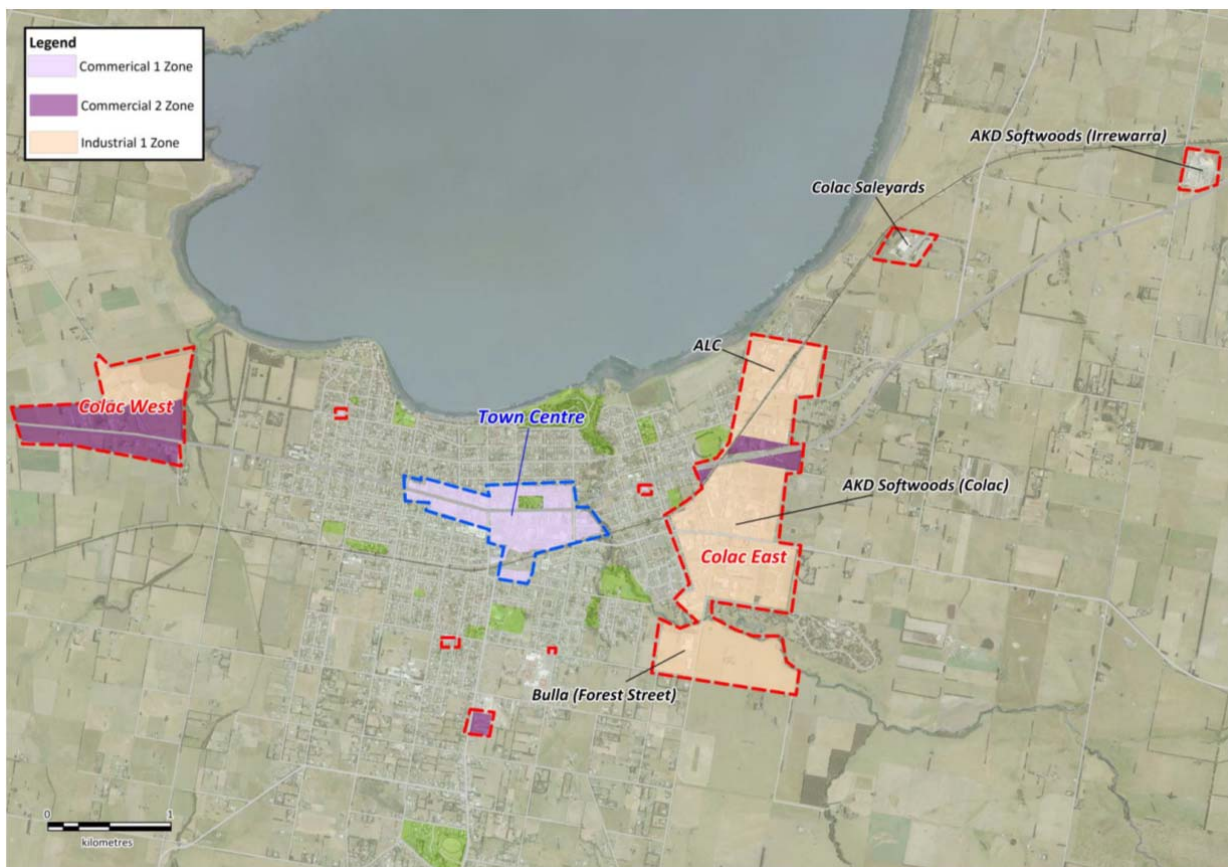 Legend
Commerical 1 Zone
Commercial 2 Zone
Industrial 1 Zone
AKD Softwoods (Irrewarra)
Colac Saleyards
ALC
Colac West
Town Centre
AKD Softwoods (Colac)
Colac East
Bulla (Forest Street)
0 1
kilometres